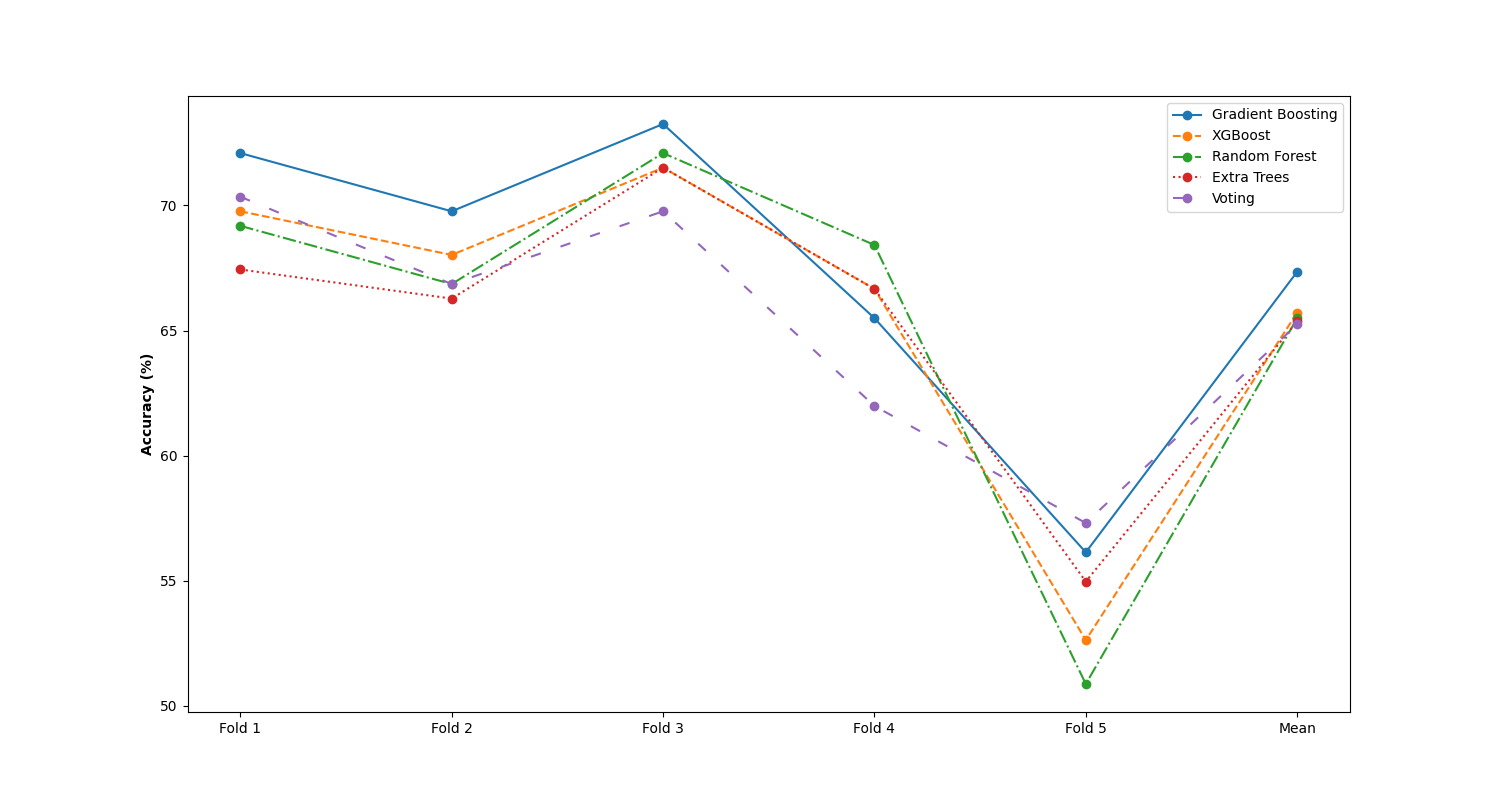 Gradient Boosting
XGBoost
Random Forest
Extra Trees
Voting
Accuracy (%)
70
65
60
55
50
Fold 1
Fold 2
Fold 3
Fold 4
Fold 5
Mean